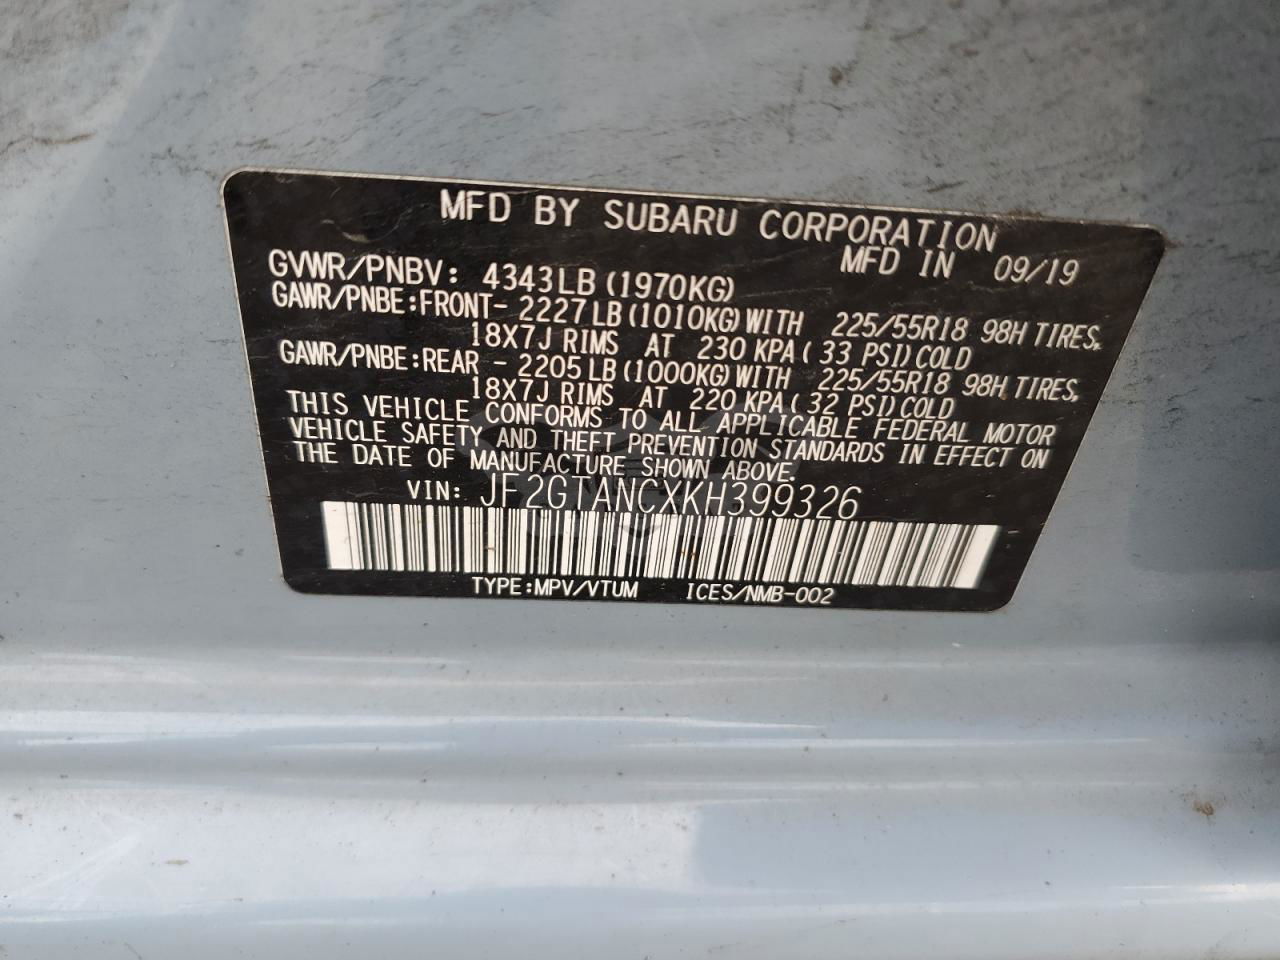 MFD BY SUBARU CORPORATION
MFD IN 09/19
GVWR/PNBV: 4343LB (1970KG)
GAWR/PNBE:FRONT- 2227LB (1010KG) WITH 225/55R18 98H TIRES,
18X7J RIMS AT 230 KPA ( 33 PSI) COLD
GAWR/PNBE:REAR - 2205LB (1000KG) WITH 225/55R18 98H TIRES,
18X7J RIMS AT 220 KPA ( 32 PSI) COLD
THIS VEHICLE CONFORMS TO ALL APPLICABLE FEDERAL MOTOR
VEHICLE SAFETY AND THEFT PREVENTION STANDARDS IN EFFECT ON
THE DATE OF MANUFACTURE SHOWN ABOVE.
VIN: JF2GTANCXKH399326
TYPE:MPV/VTUM ICES/NMB-002